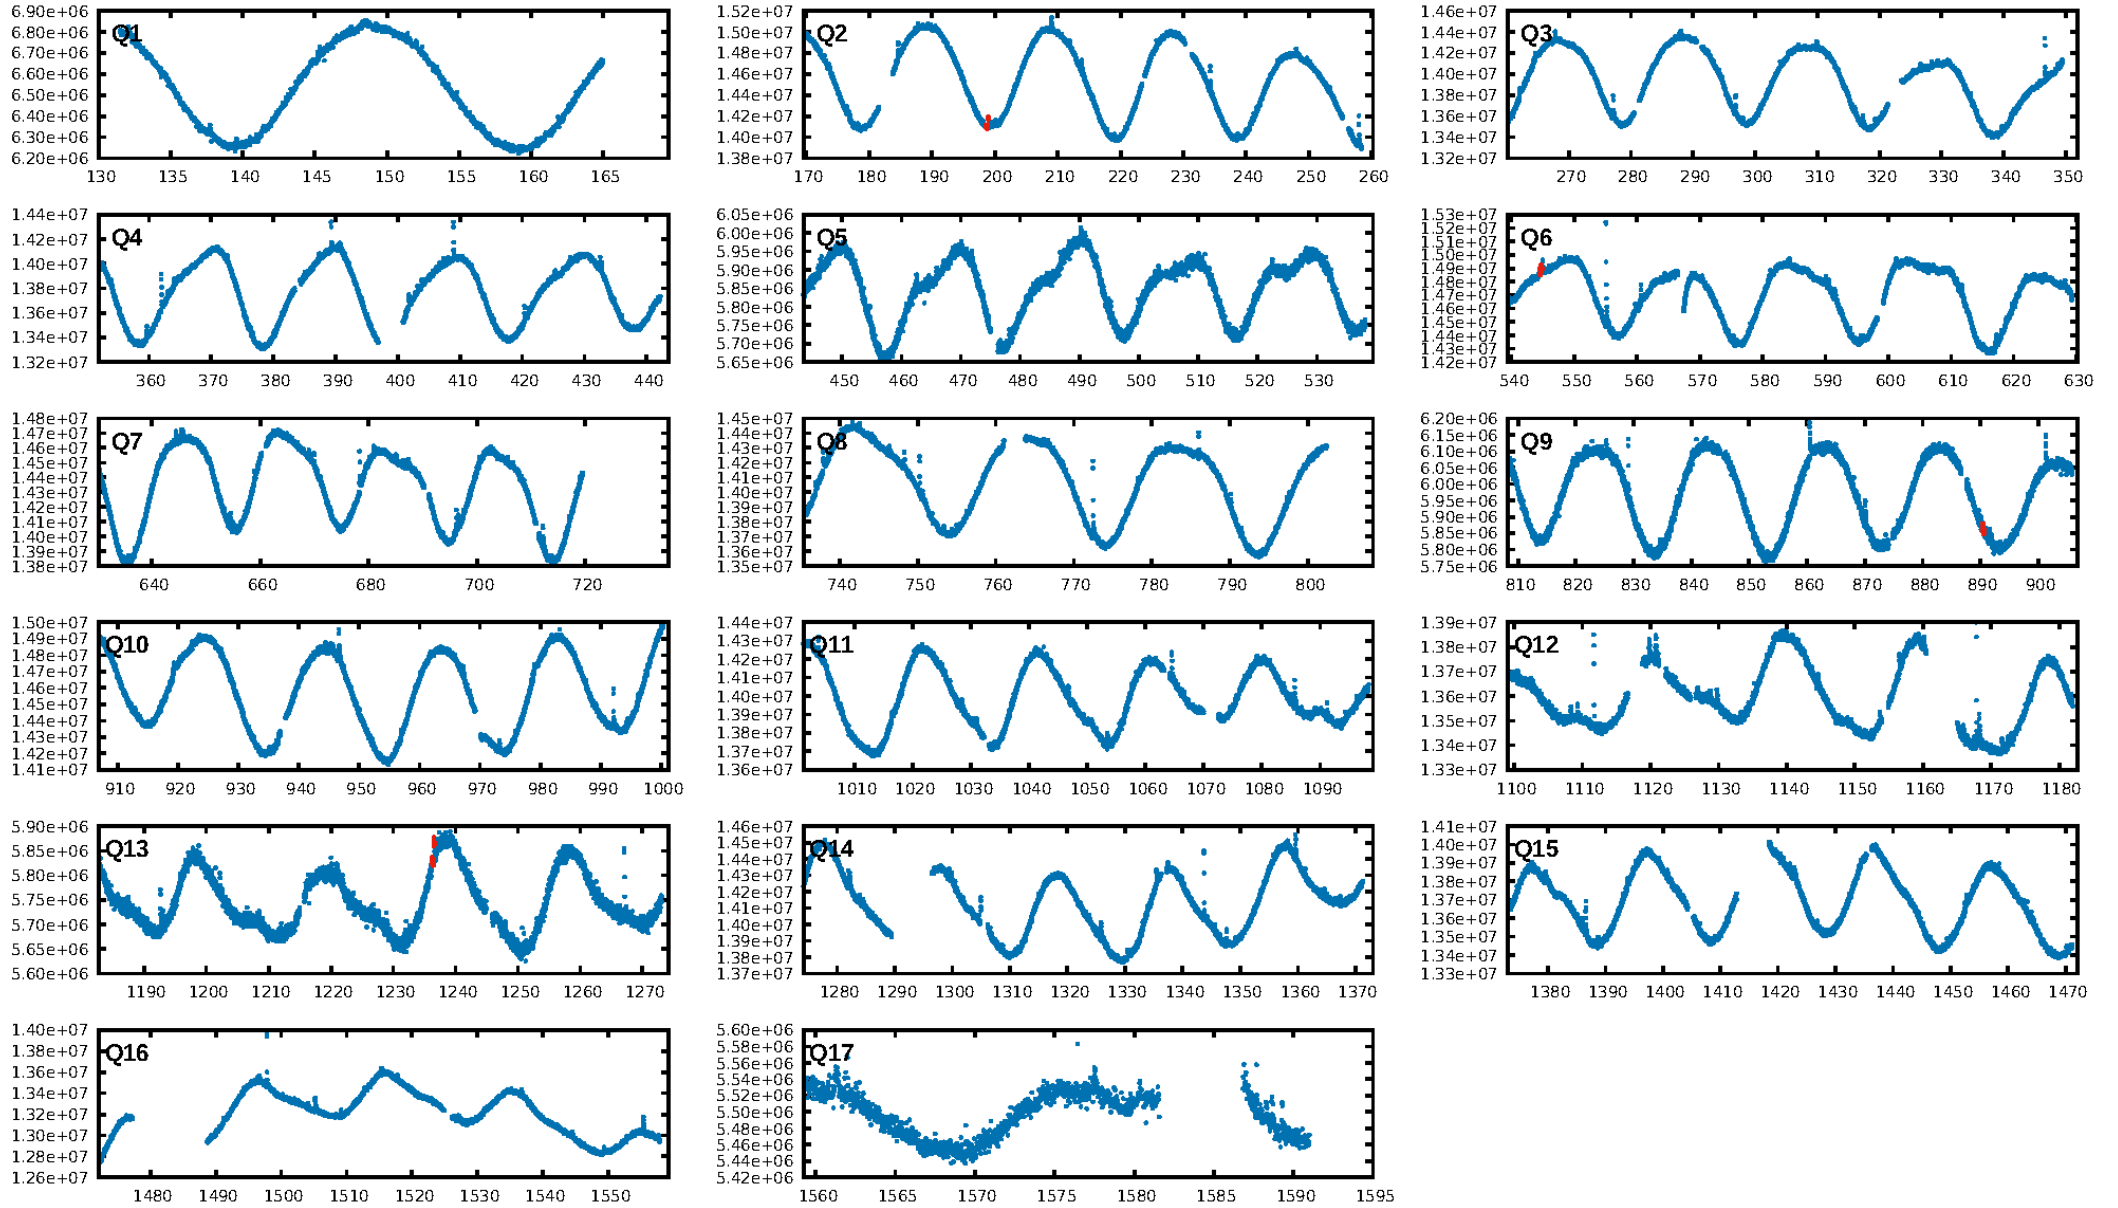 6.90e+06
6.80e+06
6.70e+06
6.60e+06
6.50e+06
6.40e+06
6.30e+06
6.20e+06
Q1
130 135 140 145 150 155 160 165
1.52e+07
1.50e+07
1.48e+07
1.46e+07
1.44e+07
1.42e+07
1.40e+07
1.38e+07
Q2
170 180 190 200 210 220 230 240 250 260
1.46e+07
1.44e+07
1.42e+07
1.40e+07
1.38e+07
1.36e+07
1.34e+07
1.32e+07
Q3
270 280 290 300 310 320 330 340 350
1.44e+07
1.42e+07
1.40e+07
1.38e+07
1.36e+07
1.34e+07
1.32e+07
Q4
360 370 380 390 400 410 420 430 440
6.05e+06
6.00e+06
5.95e+06
5.90e+06
5.85e+06
5.80e+06
5.75e+06
5.70e+06
5.65e+06
Q5
450 460 470 480 490 500 510 520 530
1.53e+07
1.52e+07
1.51e+07
1.50e+07
1.49e+07
1.48e+07
1.47e+07
1.46e+07
1.45e+07
1.44e+07
1.43e+07
1.42e+07
Q6
540 550 560 570 580 590 600 610 620 630
1.48e+07
1.47e+07
1.46e+07
1.45e+07
1.44e+07
1.43e+07
1.42e+07
1.41e+07
1.40e+07
1.39e+07
1.38e+07
Q7
640 660 680 700 720
1.45e+07
1.44e+07
1.43e+07
1.42e+07
1.41e+07
1.40e+07
1.39e+07
1.38e+07
1.37e+07
1.36e+07
1.35e+07
Q8
740 750 760 770 780 790 800
6.20e+06
6.15e+06
6.10e+06
6.05e+06
6.00e+06
5.95e+06
5.90e+06
5.85e+06
5.80e+06
5.75e+06
Q9
810 820 830 840 850 860 870 880 890 900
1.50e+07
1.49e+07
1.48e+07
1.47e+07
1.46e+07
1.45e+07
1.44e+07
1.43e+07
1.42e+07
1.41e+07
Q10
910 920 930 940 950 960 970 980 990 1000
1.44e+07
1.43e+07
1.42e+07
1.41e+07
1.40e+07
1.39e+07
1.38e+07
1.37e+07
1.36e+07
Q11
1010 1020 1030 1040 1050 1060 1070 1080 1090
1.39e+07
1.38e+07
1.37e+07
1.36e+07
1.35e+07
1.34e+07
1.33e+07
Q12
1100 1110 1120 1130 1140 1150 1160 1170 1180
5.90e+06
5.85e+06
5.80e+06
5.75e+06
5.70e+06
5.65e+06
5.60e+06
Q13
1190 1200 1210 1220 1230 1240 1250 1260 1270
1.46e+07
1.45e+07
1.44e+07
1.43e+07
1.42e+07
1.41e+07
1.40e+07
1.39e+07
1.38e+07
1.37e+07
Q14
1280 1290 1300 1310 1320 1330 1340 1350 1360 1370
1.41e+07
1.40e+07
1.39e+07
1.38e+07
1.37e+07
1.36e+07
1.35e+07
1.34e+07
1.33e+07
Q15
1380 1390 1400 1410 1420 1430 1440 1450 1460 1470
1.40e+07
1.38e+07
1.36e+07
1.34e+07
1.32e+07
1.30e+07
1.28e+07
1.26e+07
Q16
1480 1490 1500 1510 1520 1530 1540 1550
5.60e+06
5.58e+06
5.56e+06
5.54e+06
5.52e+06
5.50e+06
5.48e+06
5.46e+06
5.44e+06
5.42e+06
Q17
1560 1565 1570 1575 1580 1585 1590 1595